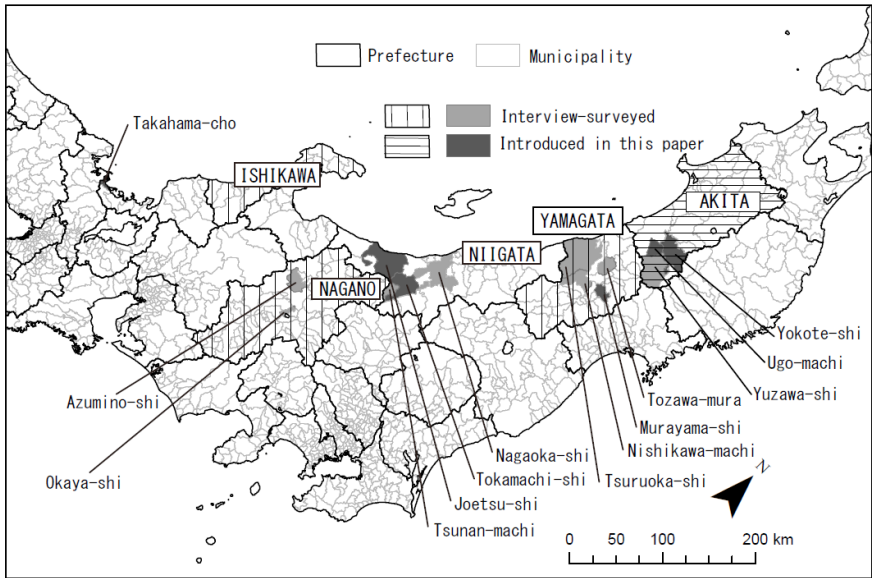 Prefecture
Municipality
Interview-surveyed
Introduced in this paper
Takahama-cho
ISHIKAWA
AKITA
YAMAGATA
NIIGATA
NAGANO
Yokote-shi
Ugo-machi
Yuzawa-shi
Tozawa-mura
Murayama-shi
Nishikawa-machi
Tsuruoka-shi
Azumino-shi
Okaya-shi
Nagaoka-shi
Tokamachi-shi
Joetsu-shi
Tsunan-machi
N
0 50 100 200 km